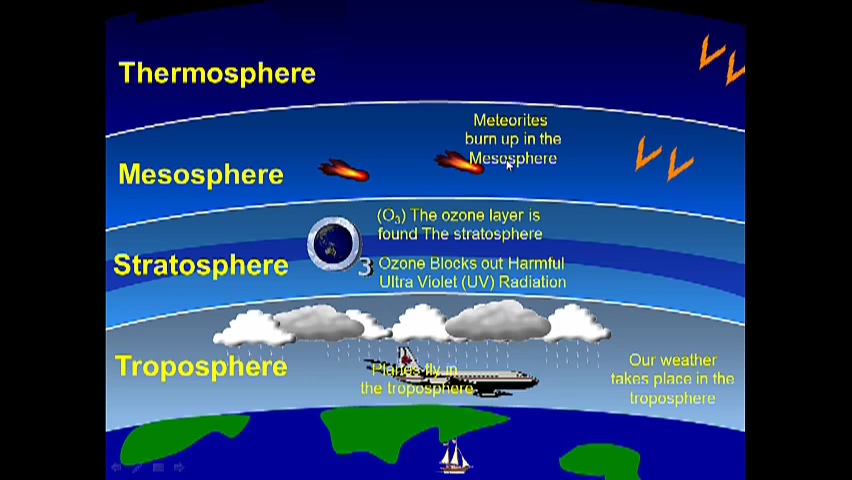 Thermosphere
Meteorites
burn up in the
Mesosphere
Mesosphere
(O3) The ozone layer is
found The stratosphere
3
Stratosphere
Ozone Blocks out Harmful
Ultra Violet (UV) Radiation
Troposphere
Planes fly in
the troposphere
Our weather
takes place in the
troposphere